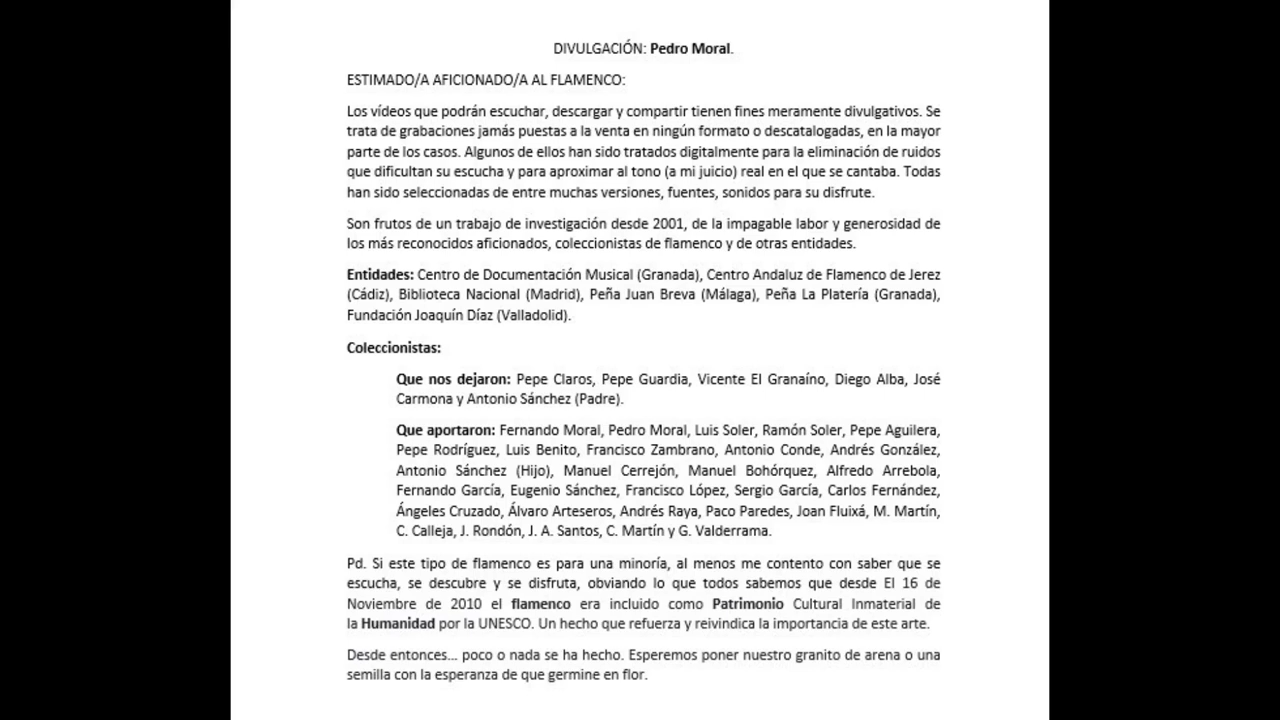 DIVULGACIÓN: Pedro Moral.
ESTIMADO/A AFICIONADO/A AL FLAMENCO:
Los vídeos que podrán escuchar, descargar y compartir tienen fines meramente divulgativos. Se
trata de grabaciones jamás puestas a la venta en ningún formato o descatalogadas, en la mayor
parte de los casos. Algunos de ellos han sido tratados digitalmente para la eliminación de ruidos
que dificultan su escucha y para aproximar al tono (a mi juicio) real en el que se cantaba. Todas
han sido seleccionadas de entre muchas versiones, fuentes, sonidos para su disfrute.
Son frutos de un trabajo de investigación desde 2001, de la impagable labor y generosidad de
los más reconocidos aficionados, coleccionistas de flamenco y de otras entidades.
Entidades: Centro de Documentación Musical (Granada), Centro Andaluz de Flamenco de Jerez
(Cádiz), Biblioteca Nacional (Madrid), Peña Juan Breva (Málaga), Peña La Platería (Granada),
Fundación Joaquín Díaz (Valladolid).
Coleccionistas:
Que nos dejaron: Pepe Claros, Pepe Guardia, Vicente El Granaíno, Diego Alba, José
Carmona y Antonio Sánchez (Padre).
Que aportaron: Fernando Moral, Pedro Moral, Luis Soler, Ramón Soler, Pepe Aguilera,
Pepe Rodríguez, Luis Benito, Francisco Zambrano, Antonio Conde, Andrés González,
Antonio Sánchez (Hijo), Manuel Cerrejón, Manuel Bohórquez, Alfredo Arrebola,
Fernando García, Eugenio Sánchez, Francisco López, Sergio García, Carlos Fernández,
Ángeles Cruzado, Álvaro Arteseros, Andrés Raya, Paco Paredes, Joan Fluixá, M. Martín,
C. Calleja, J. Rondón, J. A. Santos, C. Martín y G. Valderrama.
Pd. Si este tipo de flamenco es para una minoría, al menos me contento con saber que se
escucha, se descubre y se disfruta, obviando lo que todos sabemos que desde El 16 de
Noviembre de 2010 el flamenco era incluido como Patrimonio Cultural Inmaterial de
la Humanidad por la UNESCO. Un hecho que refuerza y reivindica la importancia de este arte.
Desde entonces... poco o nada se ha hecho. Esperemos poner nuestro granito de arena o una
semilla con la esperanza de que germine en flor.